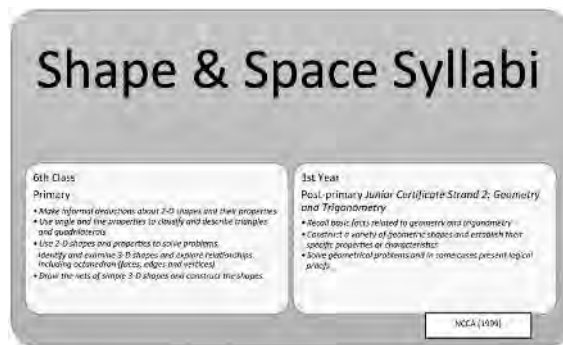 Shape & Space Syllabi
6th Class
Primary
• Make informal deductions about 2-D shapes and their properties
• Use angle and line properties to classify and describe triangles
and quadrilaterals
• Use 2-D shapes and properties to solve problems
Identify and examine 3-D shapes and explore relationships,
including octahedron (faces, edges and vertices)
• Draw the nets of simple 3-D shapes and construct the shapes.
1st Year
Post-primary Junior Certificate Strand 2; Geometry
and Trigonometry
• Recall basic facts related to geometry and trigonometry
• Construct a variety of geometric shapes and establish their
specific properties or characteristics
• Solve geometrical problems and in some cases present logical
proofs
NCCA (1999)